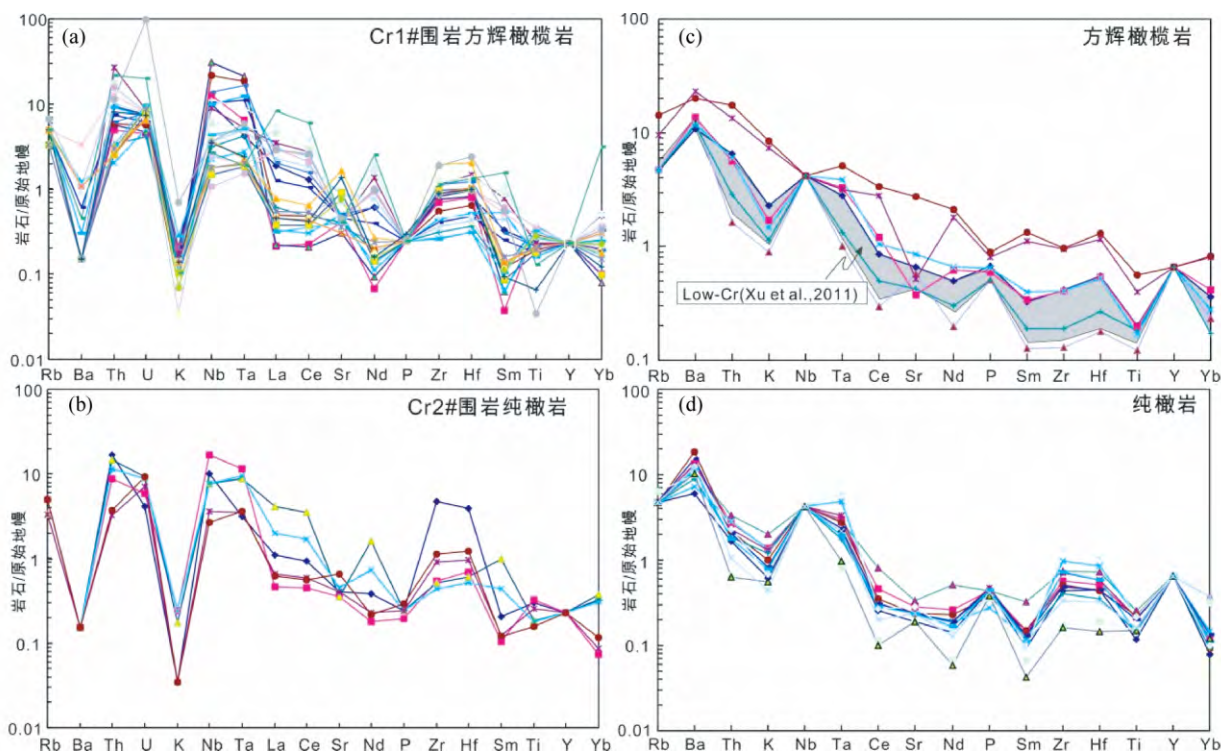 (a)
Cr1#围岩方辉橄榄岩
100
10
1
0.1
0.01
岩石/原始地幔
Rb Ba Th U K Nb Ta La Ce Sr Nd P Zr Hf Sm Ti Y Yb
(c)
方辉橄榄岩
100
10
1
0.1
岩石/原始地幔
Low-Cr(Xu et al.,2011)
Rb Ba Th K Nb Ta Ce Sr Nd P Sm Zr Hf Ti Y Yb
(b)
Cr2#围岩纯橄岩
100
10
1
0.1
0.01
岩石/原始地幔
Rb Ba Th U K Nb Ta La Ce Sr Nd P Zr Hf Sm Ti Y Yb
(d)
纯橄岩
100
10
1
0.1
0.01
岩石/原始地幔
Rb Ba Th K Nb Ta Ce Sr Nd P Sm Zr Hf Ti Y Yb